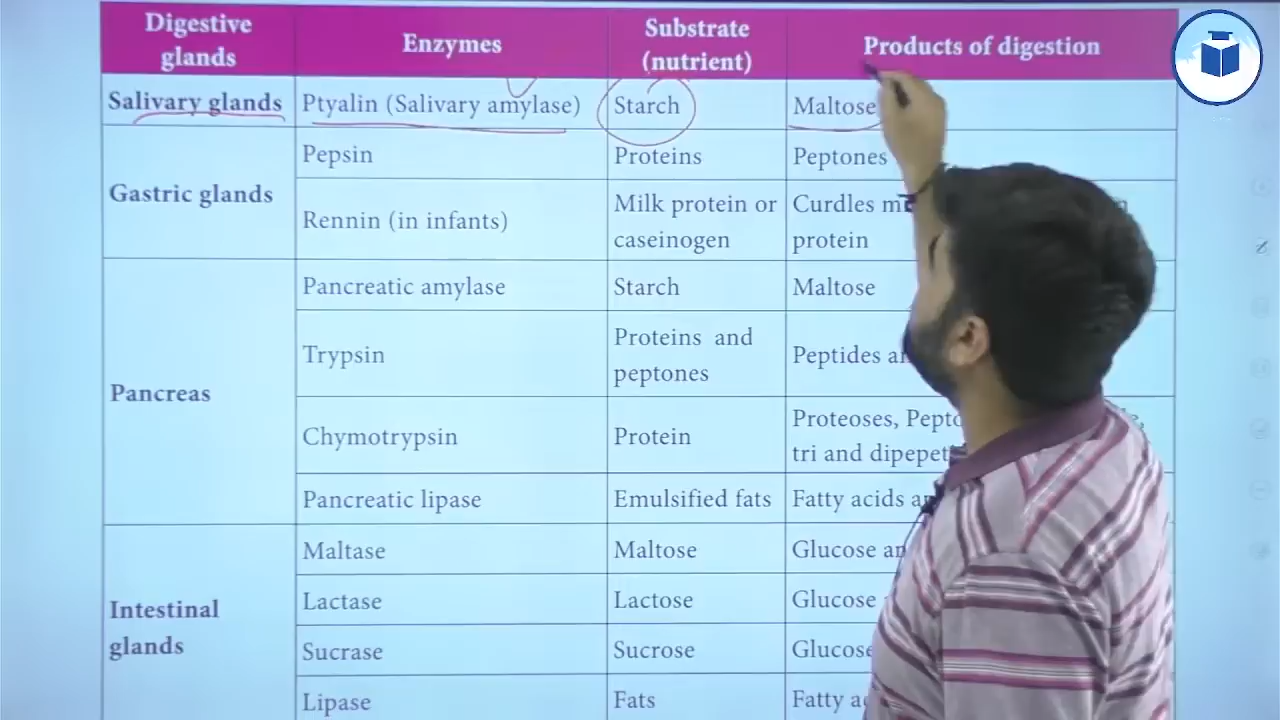 Digestive glands
Enzymes
Substrate (nutrient)
Products of digestion
Salivary glands
Ptyalin (Salivary amylase)
Starch
Maltose
Gastric glands
Pepsin
Proteins
Peptones
Rennin (in infants)
Milk protein or
caseinogen
Curdles
protein
Pancreas
Pancreatic amylase
Starch
Maltose
Trypsin
Proteins and
peptones
Peptides
Chymotrypsin
Protein
Proteoses,
tri and
Pancreatic lipase
Emulsified fats
Fatty acids
Intestinal
glands
Maltase
Maltose
Glucose
Lactase
Lactose
Glucose
Sucrase
Sucrose
Glucose
Lipase
Fats
Fatty